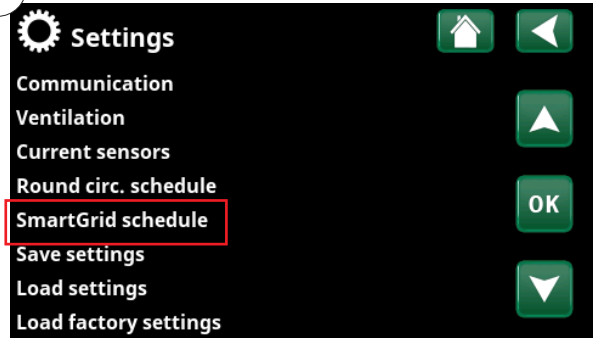 Settings
Communication
Ventilation
Current sensors
Round circ. schedule
SmartGrid schedule
OK
Save settings
Load settings
Load factory settings